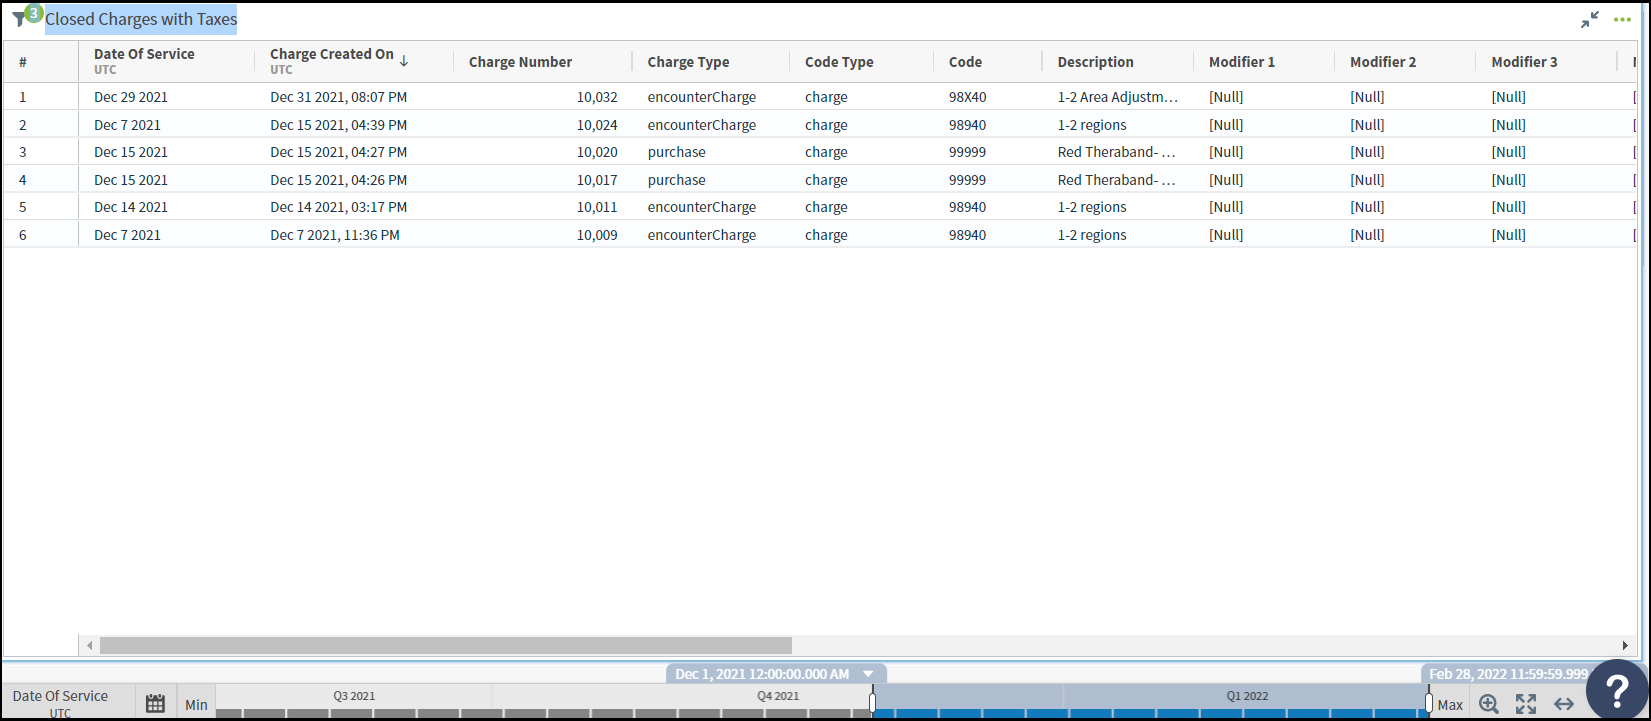 3 Closed Charges with Taxes
# Date Of Service UTC Charge Created On UTC Charge Number Charge Type Code Type Code Description Modifier 1 Modifier 2 Modifier 3
1 Dec 29 2021 Dec 31 2021, 08:07 PM 10,032 encounterCharge charge 98X40 1-2 Area Adjustm... [Null] [Null] [Null]
2 Dec 7 2021 Dec 15 2021, 04:39 PM 10,024 encounterCharge charge 98940 1-2 regions [Null] [Null] [Null]
3 Dec 15 2021 Dec 15 2021, 04:27 PM 10,020 purchase charge 99999 Red Theraband- ... [Null] [Null] [Null]
4 Dec 15 2021 Dec 15 2021, 04:26 PM 10,017 purchase charge 99999 Red Theraband- ... [Null] [Null] [Null]
5 Dec 14 2021 Dec 14 2021, 03:17 PM 10,011 encounterCharge charge 98940 1-2 regions [Null] [Null] [Null]
6 Dec 7 2021 Dec 7 2021, 11:36 PM 10,009 encounterCharge charge 98940 1-2 regions [Null] [Null] [Null]
Dec 1, 2021 12:00:00.000 AM Feb 28, 2022 11:59:59.999
Date Of Service UTC Min Q3 2021 Q4 2021 Q1 2022 Max ?